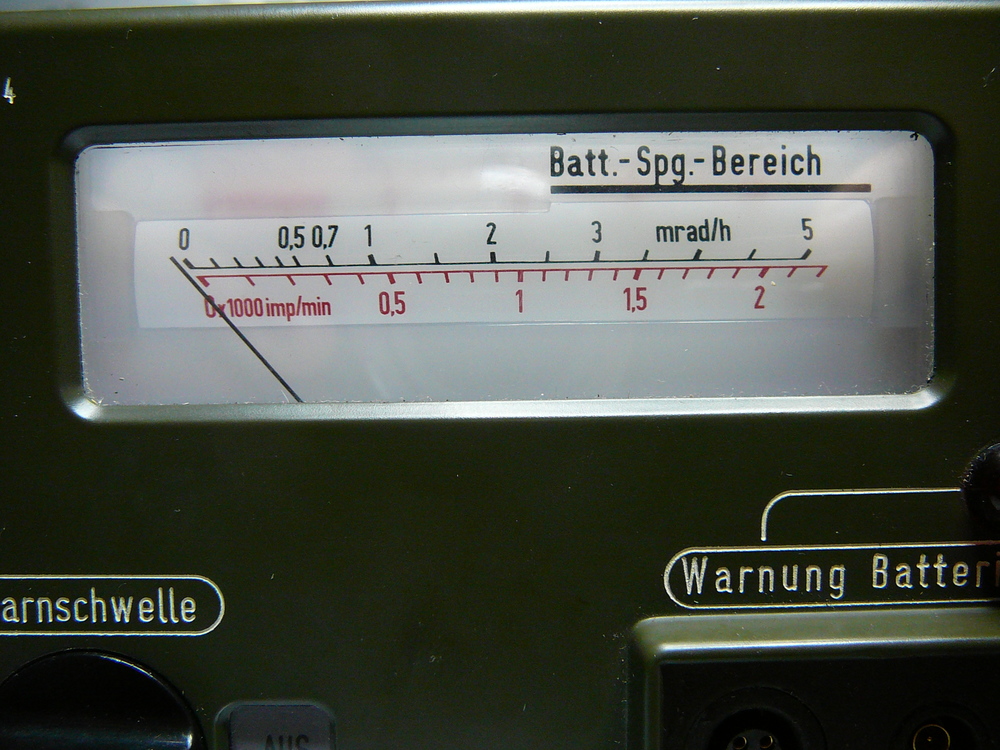 4
Batt.-Spg.-Bereich
0 0,5 0,7 1 2 3 mrad/h 5
0 x1000 imp/min 0,5 1 1,5 2
Warnung Batteri
arnschwelle
AUS